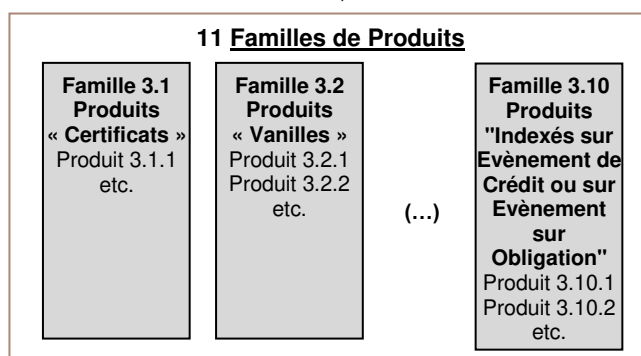 11 Familles de Produits
Famille 3.1
Produits
« Certificats »
Produit 3.1.1
etc.
Famille 3.2
Produits
« Vanilles »
Produit 3.2.1
Produit 3.2.2
etc.
(...)
Famille 3.10
Produits
"Indexés sur
Evènement de
Crédit ou sur
Evènement
sur
Obligation"
Produit 3.10.1
Produit 3.10.2
etc.